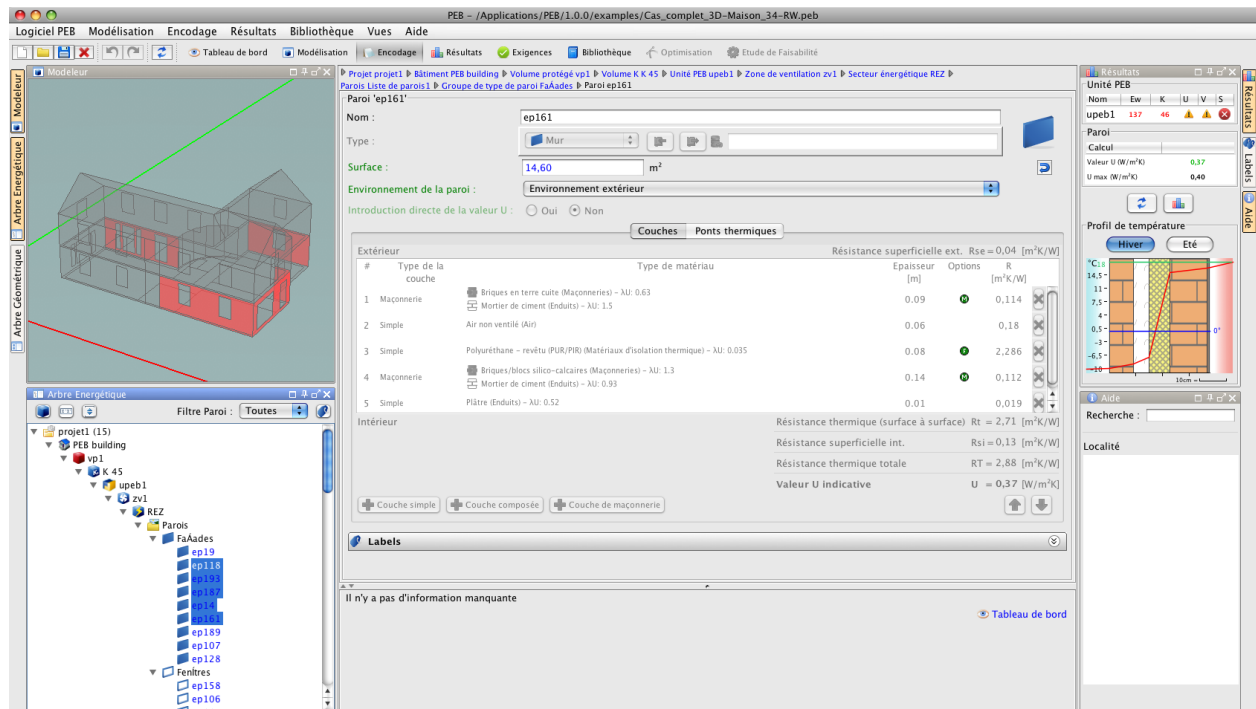 PEB – /Applications/PEB/1.0.0/examples/Cas_complet_3D-Maison_34-RW.peb
Logiciel PEB Modélisation Encodage Résultats Bibliothèque Vues Aide
Tableau de bord Modélisation Encodage Résultats Exigences Bibliothèque Optimisation Etude de Faisabilité
Modeleur
Arbre Energétique
Arbre Géométrique
Modeleur
Projet projet1 Bâtiment PEB building Volume protégé vp1 Volume K K 45 Unité PEB upeb1 Zone de ventilation zv1 Secteur énergétique REZ
Parois Liste de parois1 Groupe de type de paroi FaÁades Paroi ep161
Paroi 'ep161'
Nom : ep161
Type : Mur
Surface : 14,60 m²
Environnement de la paroi : Environnement extérieur
Introduction directe de la valeur U : Oui Non
Couches Ponts thermiques
Extérieur Résistance superficielle ext. Rse = 0,04 [m²K/W]
# Type de la couche Type de matériau Epaisseur [m] Options R [m²K/W]
1 Maçonnerie Briques en terre cuite (Maçonneries) – λU: 0.63 0.09 M 0,114
Mortier de ciment (Enduits) – λU: 1.5
2 Simple Air non ventilé (Air) 0.06 0,18
3 Simple Polyuréthane – revêtu (PUR/PIR) (Matériaux d'isolation thermique) – λU: 0.035 0.08 2,286
4 Maçonnerie Briques/blocs silico-calcaires (Maçonneries) – λU: 1.3 0.14 M 0,112
Mortier de ciment (Enduits) – λU: 0.93
5 Simple Plâtre (Enduits) – λU: 0.52 0.01 0,019
Intérieur Résistance thermique (surface à surface) Rt = 2,71 [m²K/W]
Résistance superficielle int. Rsi = 0,13 [m²K/W]
Résistance thermique totale RT = 2,88 [m²K/W]
Valeur U indicative U = 0,37 [W/m²K]
Couche simple Couche composée Couche de maçonnerie
Labels
Il n'y a pas d'information manquante
Tableau de bord
Arbre Energétique
Filtre Paroi : Toutes
projet1 (15)
PEB building
vp1
K 45
upeb1
zv1
REZ
Parois
FaÁades
ep19
ep118
ep193
ep187
ep14
ep161
ep189
ep107
ep128
FenÍtres
ep158
ep106
Résultats
Unité PEB
Nom Ew K U V S
upeb1 137 46
Paroi
Calcul
Valeur U (W/m²K) 0,37
U max (W/m²K) 0,40
Profil de température
Hiver Eté
°C 18
14,5
11
7,5
4
0,5 0°
-3
-6,5
-10
10cm =
Aide
Recherche :
Localité
Résultats
Labels
Aide